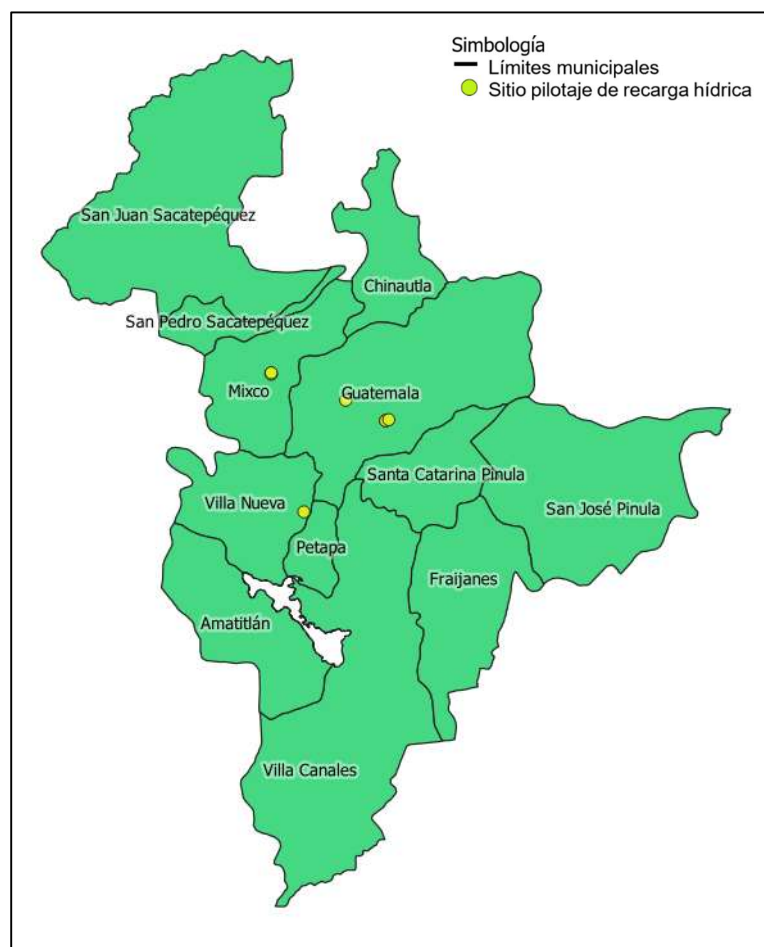 Simbología
Límites municipales
Sitio pilotaje de recarga hídrica
San Juan Sacatepéquez
Chinautla
San Pedro Sacatepéquez
Mixco
Guatemala
Santa Catarina Pinula
Villa Nueva
San José Pinula
Petapa
Fraijanes
Amatitlán
Villa Canales